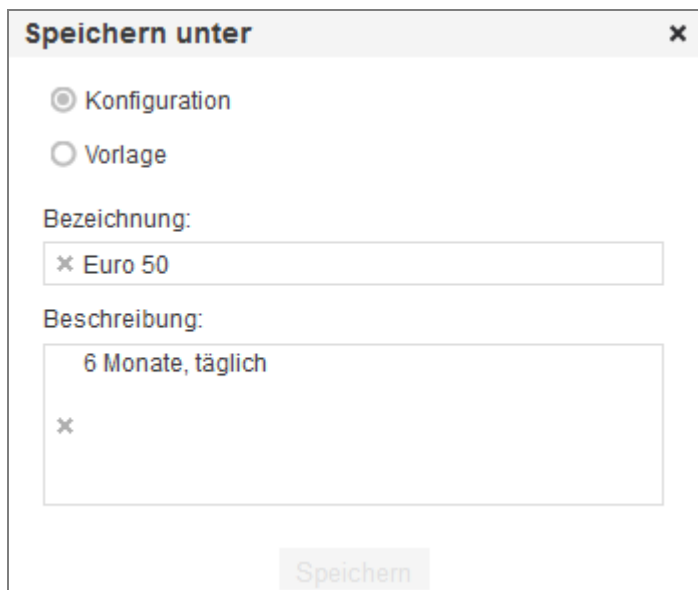 Speichern unter
Konfiguration
Vorlage
Bezeichnung:
Euro 50
Beschreibung:
6 Monate, täglich
Speichern